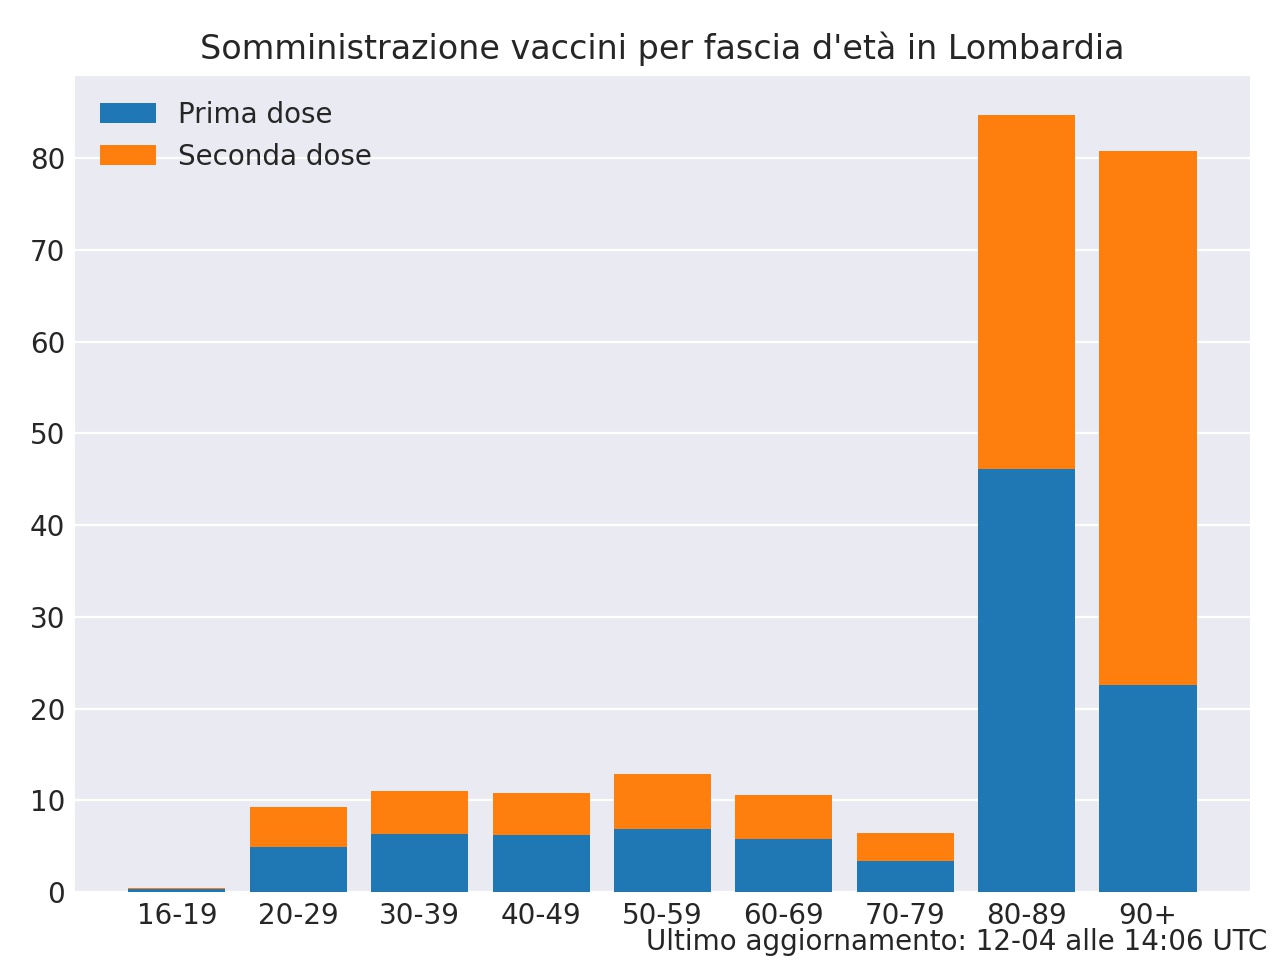 Somministrazione vaccini per fascia d'età in Lombardia
Prima dose
Seconda dose
80
70
60
50
40
30
20
10
0
16-19 20-29 30-39 40-49 50-59 60-69 70-79 80-89 90+
Ultimo aggiornamento: 12-04 alle 14:06 UTC